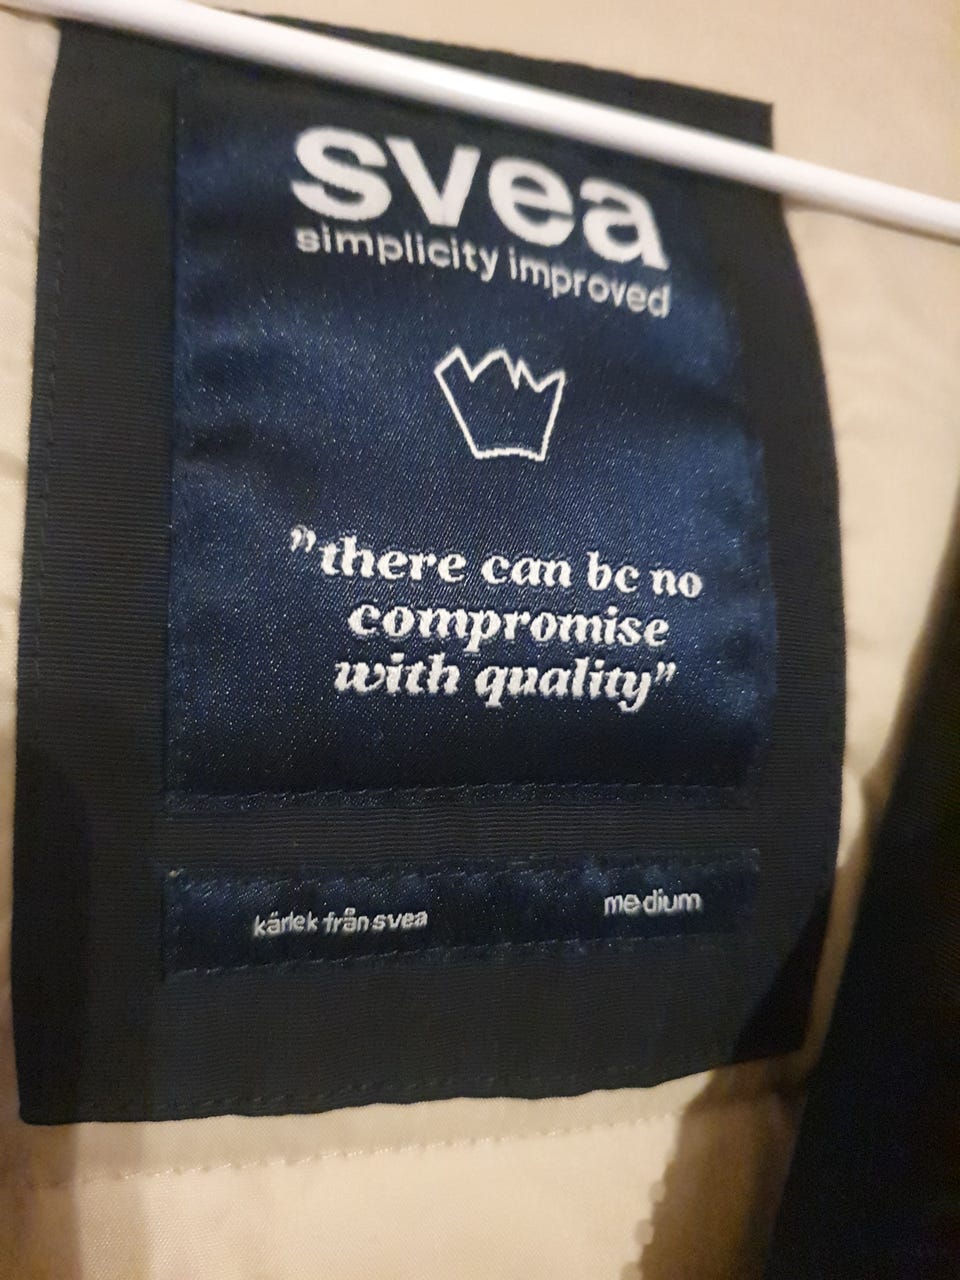 svea
simplicity improved
”there can be no
compromise
with quality”
kärlek från svea
medium